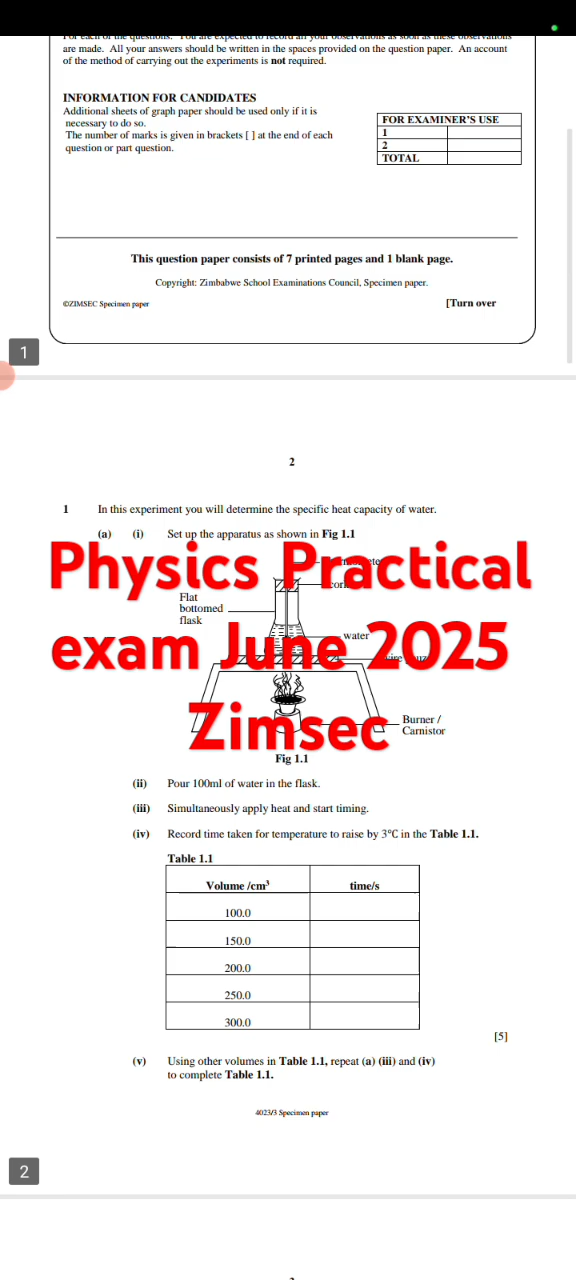 are made. All your answers should be written in the spaces provided on the question paper. An account
of the method of carrying out the experiments is not required.
INFORMATION FOR CANDIDATES
Additional sheets of graph paper should be used only if it is
necessary to do so.
The number of marks is given in brackets [ ] at the end of each
question or part question.
FOR EXAMINER'S USE
1
2
TOTAL
This question paper consists of 7 printed pages and 1 blank page.
Copyright: Zimbabwe School Examinations Council, Specimen paper.
©ZIMSEC Specimen paper
[Turn over
1
2
1 In this experiment you will determine the specific heat capacity of water.
(a) (i) Set up the apparatus as shown in Fig 1.1
Physics Practical
exam June 2025
Zimsec
Flat
bottomed
flask
water
Burner /
Carnistor
Fig 1.1
(ii) Pour 100ml of water in the flask.
(iii) Simultaneously apply heat and start timing.
(iv) Record time taken for temperature to raise by 3°C in the Table 1.1.
Table 1.1
Volume /cm³ time/s
100.0
150.0
200.0
250.0
300.0
[5]
(v) Using other volumes in Table 1.1, repeat (a) (iii) and (iv)
to complete Table 1.1.
4023/3 Specimen paper
2